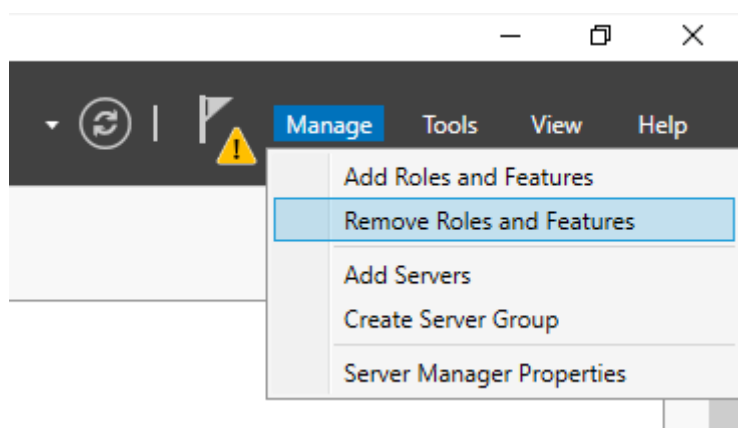 Manage Tools View Help
Add Roles and Features
Remove Roles and Features
Add Servers
Create Server Group
Server Manager Properties